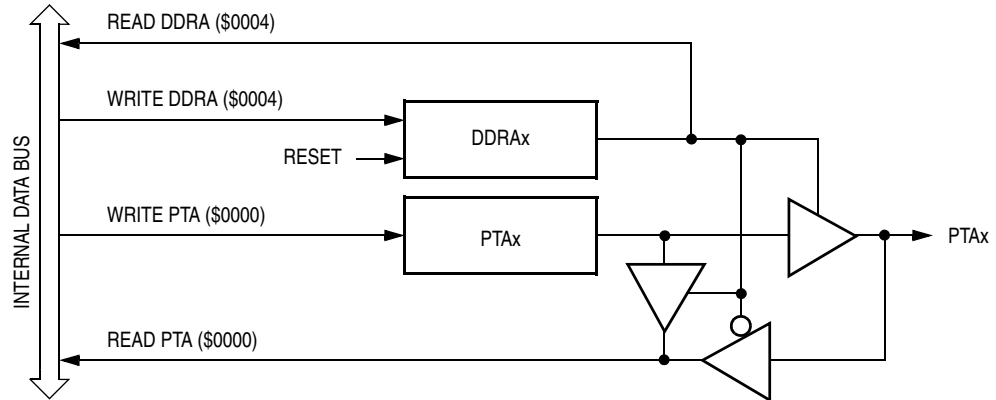 READ DDRA ($0004)
WRITE DDRA ($0004)
DDRAx
RESET
INTERNAL DATA BUS
WRITE PTA ($0000)
PTAx
PTAx
READ PTA ($0000)